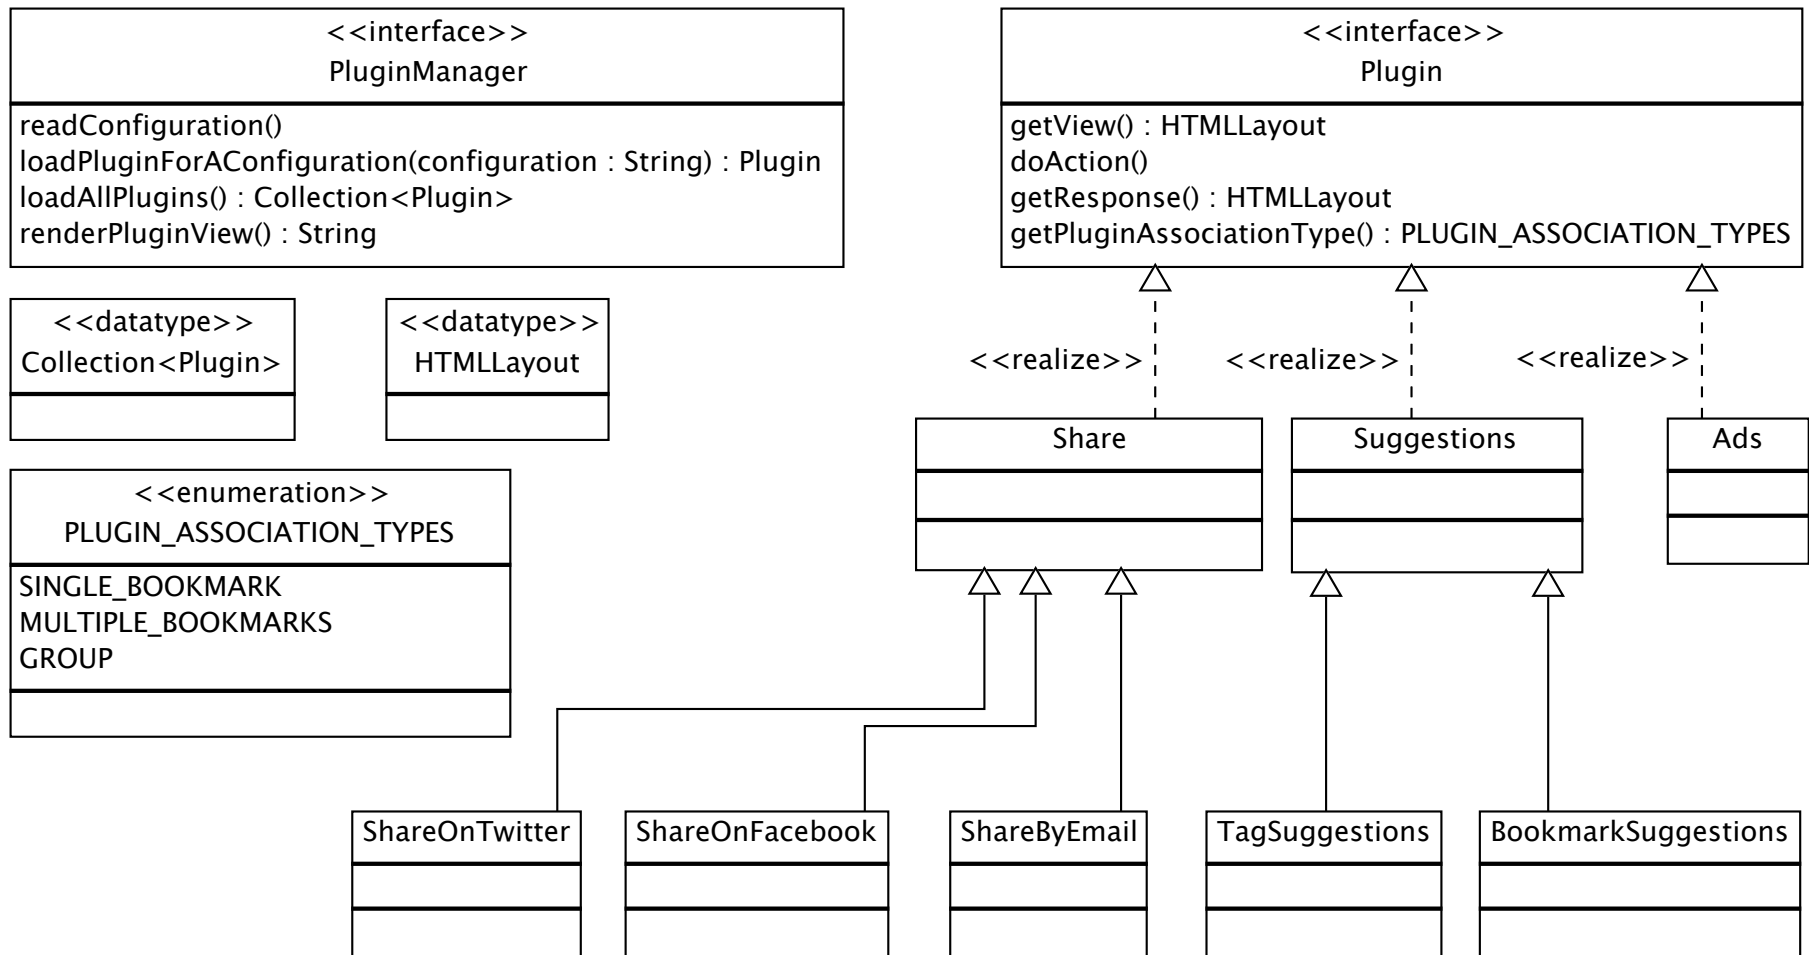 <<interface>>
PluginManager
readConfiguration()
loadPluginForAConfiguration(configuration : String) : Plugin
loadAllPlugins() : Collection<Plugin>
renderPluginView() : String
<<interface>>
Plugin
getView() : HTMLLayout
doAction()
getResponse() : HTMLLayout
getPluginAssociationType() : PLUGIN_ASSOCIATION_TYPES
<<datatype>>
Collection<Plugin>
<<datatype>>
HTMLLayout
<<realize>>
<<realize>>
<<realize>>
Share
Suggestions
Ads
<<enumeration>>
PLUGIN_ASSOCIATION_TYPES
SINGLE_BOOKMARK
MULTIPLE_BOOKMARKS
GROUP
ShareOnTwitter
ShareOnFacebook
ShareByEmail
TagSuggestions
BookmarkSuggestions